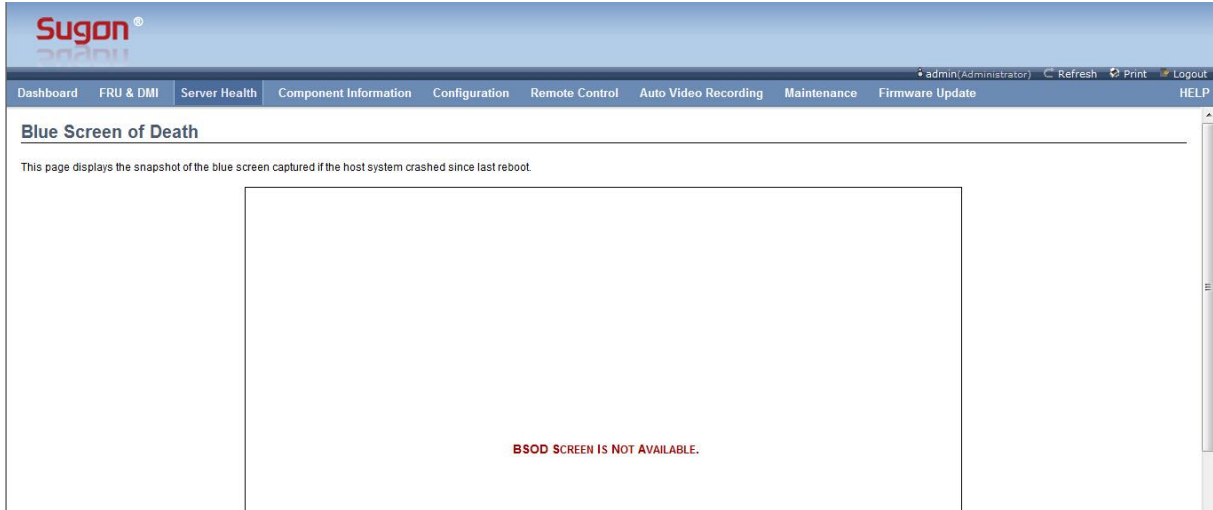 Sugon®
admin(Administrator) Refresh Print Logout
Dashboard FRU & DMI Server Health Component Information Configuration Remote Control Auto Video Recording Maintenance Firmware Update HELP
Blue Screen of Death
This page displays the snapshot of the blue screen captured if the host system crashed since last reboot.
BSOD SCREEN IS NOT AVAILABLE.